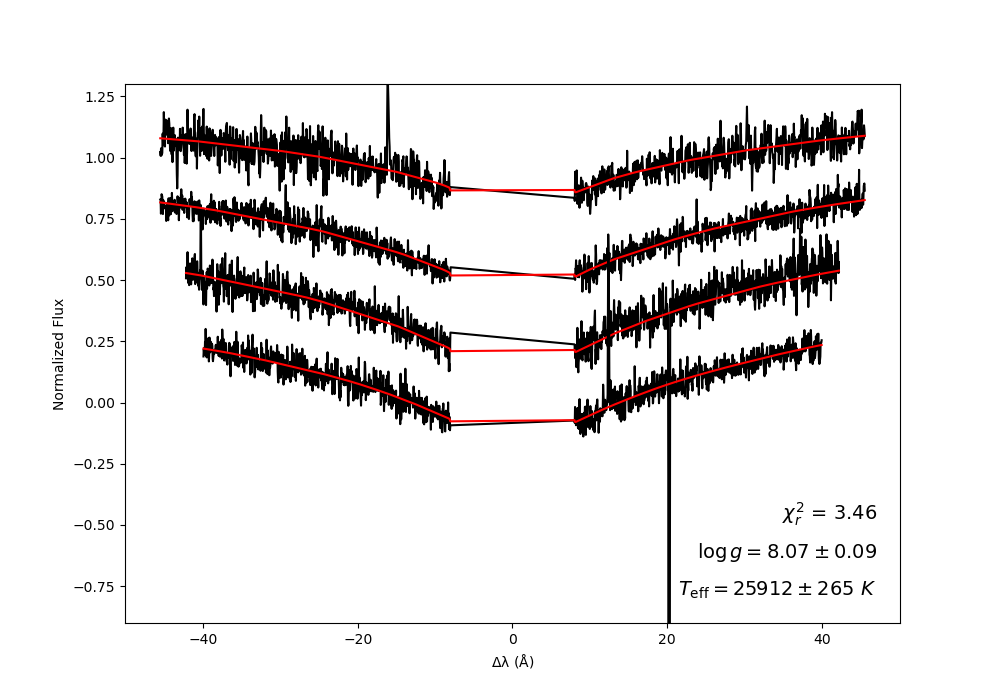 1.25
1.00
0.75
0.50
0.25
0.00
−0.25
−0.50
−0.75
Normalized Flux
χ²ᵣ = 3.46
log g = 8.07 ± 0.09
T_eff = 25912 ± 265 K
−40
−20
0
20
40
Δλ (Å)